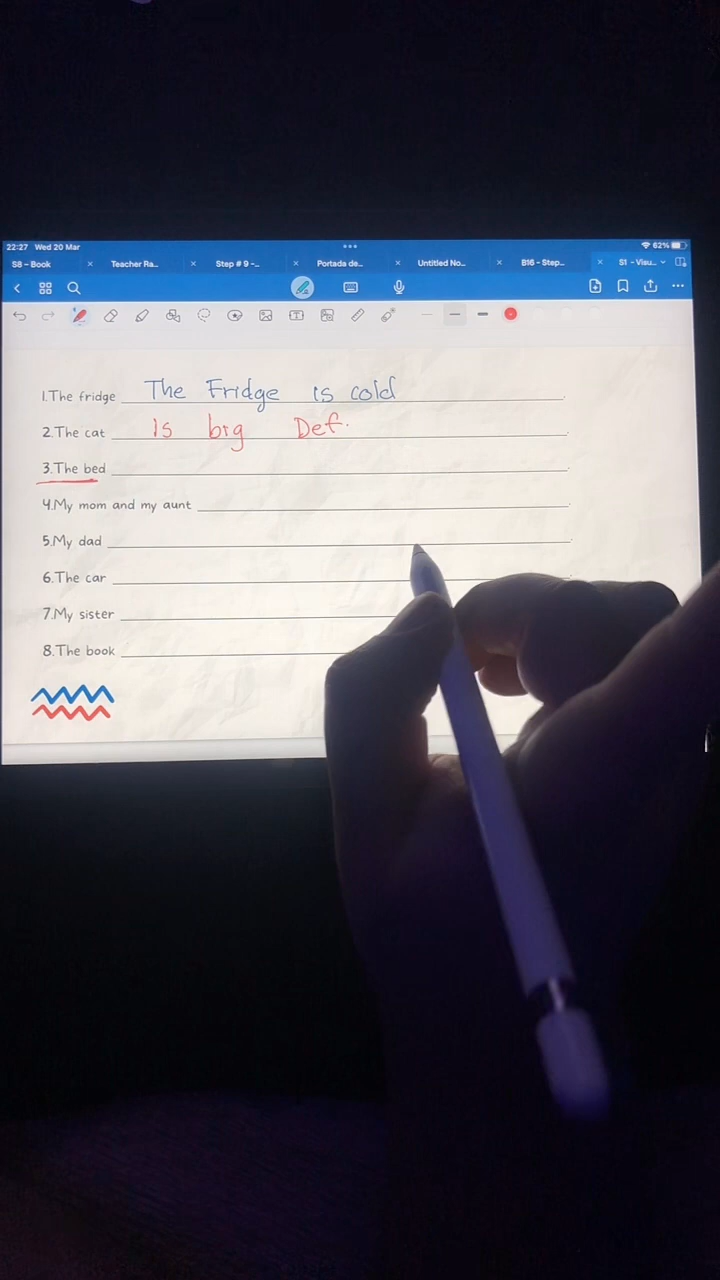 22:27 Wed 20 Mar 62%
S8 - Book × Teacher Ra... × Step # 9 -... × Portada de... × Untitled No... × B16 - Step... × S1 - Visu...
1.The fridge The Fridge is cold.
2.The cat is big Def.
3.The bed
4.My mom and my aunt
5.My dad
6.The car
7.My sister
8.The book